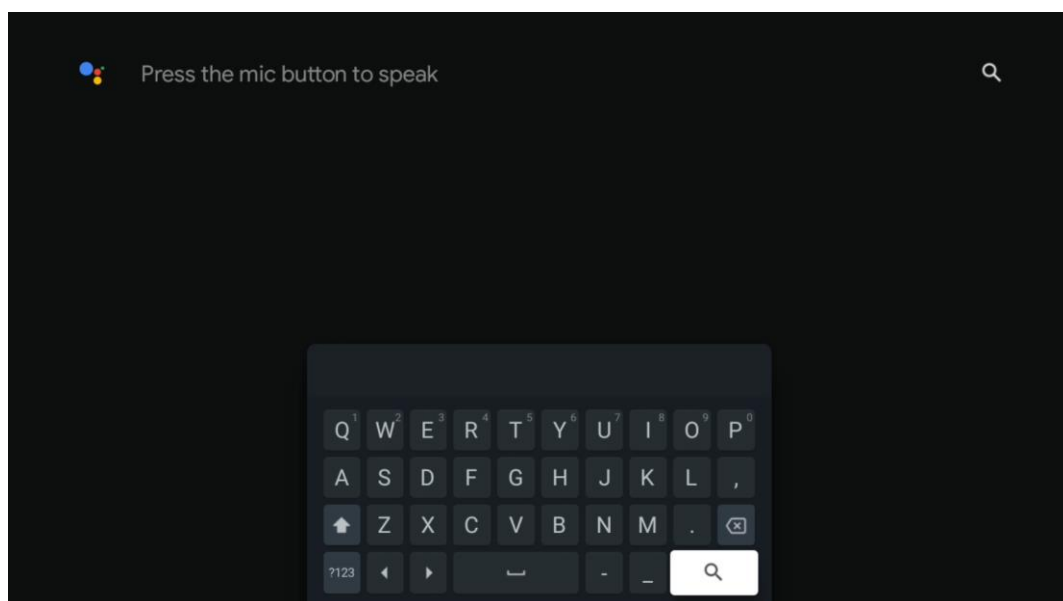 Press the mic button to speak
Q1 W2 E3 R4 T5 Y6 U7 I8 O9 P0
A S D F G H J K L ,
Z X C V B N M .
?123 - _